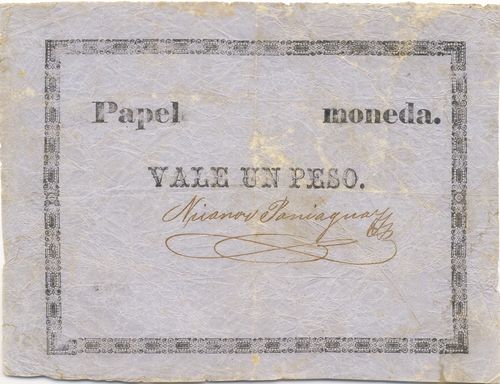 Papel moneda.
VALE UN PESO.
Nicanor Paniagua